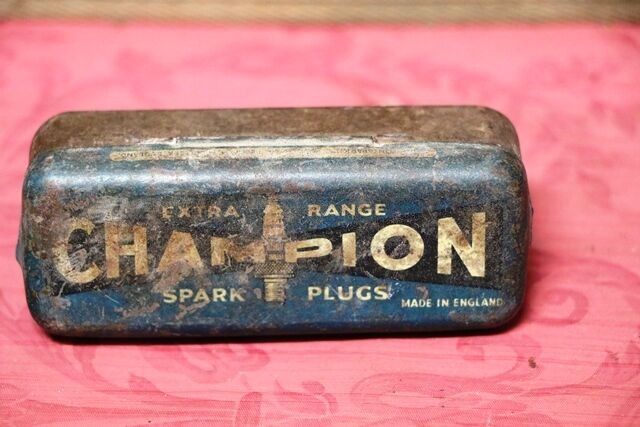 EXTRA RANGE
CHAMPION
SPARK PLUGS
MADE IN ENGLAND